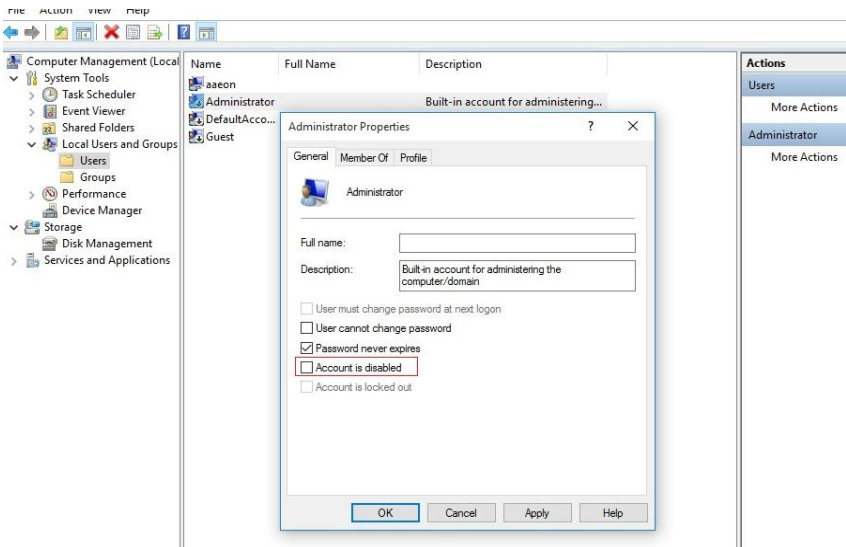 File Action View Help
Computer Management (Local
System Tools
Task Scheduler
Event Viewer
Shared Folders
Local Users and Groups
Users
Groups
Performance
Device Manager
Storage
Disk Management
Services and Applications
Name Full Name Description
aaeon
Administrator Built-in account for administering...
DefaultAcco...
Guest
Administrator Properties ?
General Member Of Profile
Administrator
Full name:
Description: Built-in account for administering the
computer/domain
User must change password at next logon
User cannot change password
Password never expires
Account is disabled
Account is locked out
OK Cancel Apply Help
Actions
Users
More Actions
Administrator
More Actions